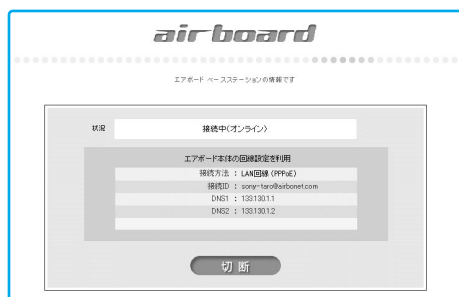 airboard
エアボード ベースステーションの情報です
状況 接続中(オンライン)
エアボード本体の回線設定を利用
接続方法 : LAN回線 (PPPoE)
接続ID : sony-taro@airbonet.com
DNS1 : 133.130.1.1
DNS2 : 133.130.1.2
切 断